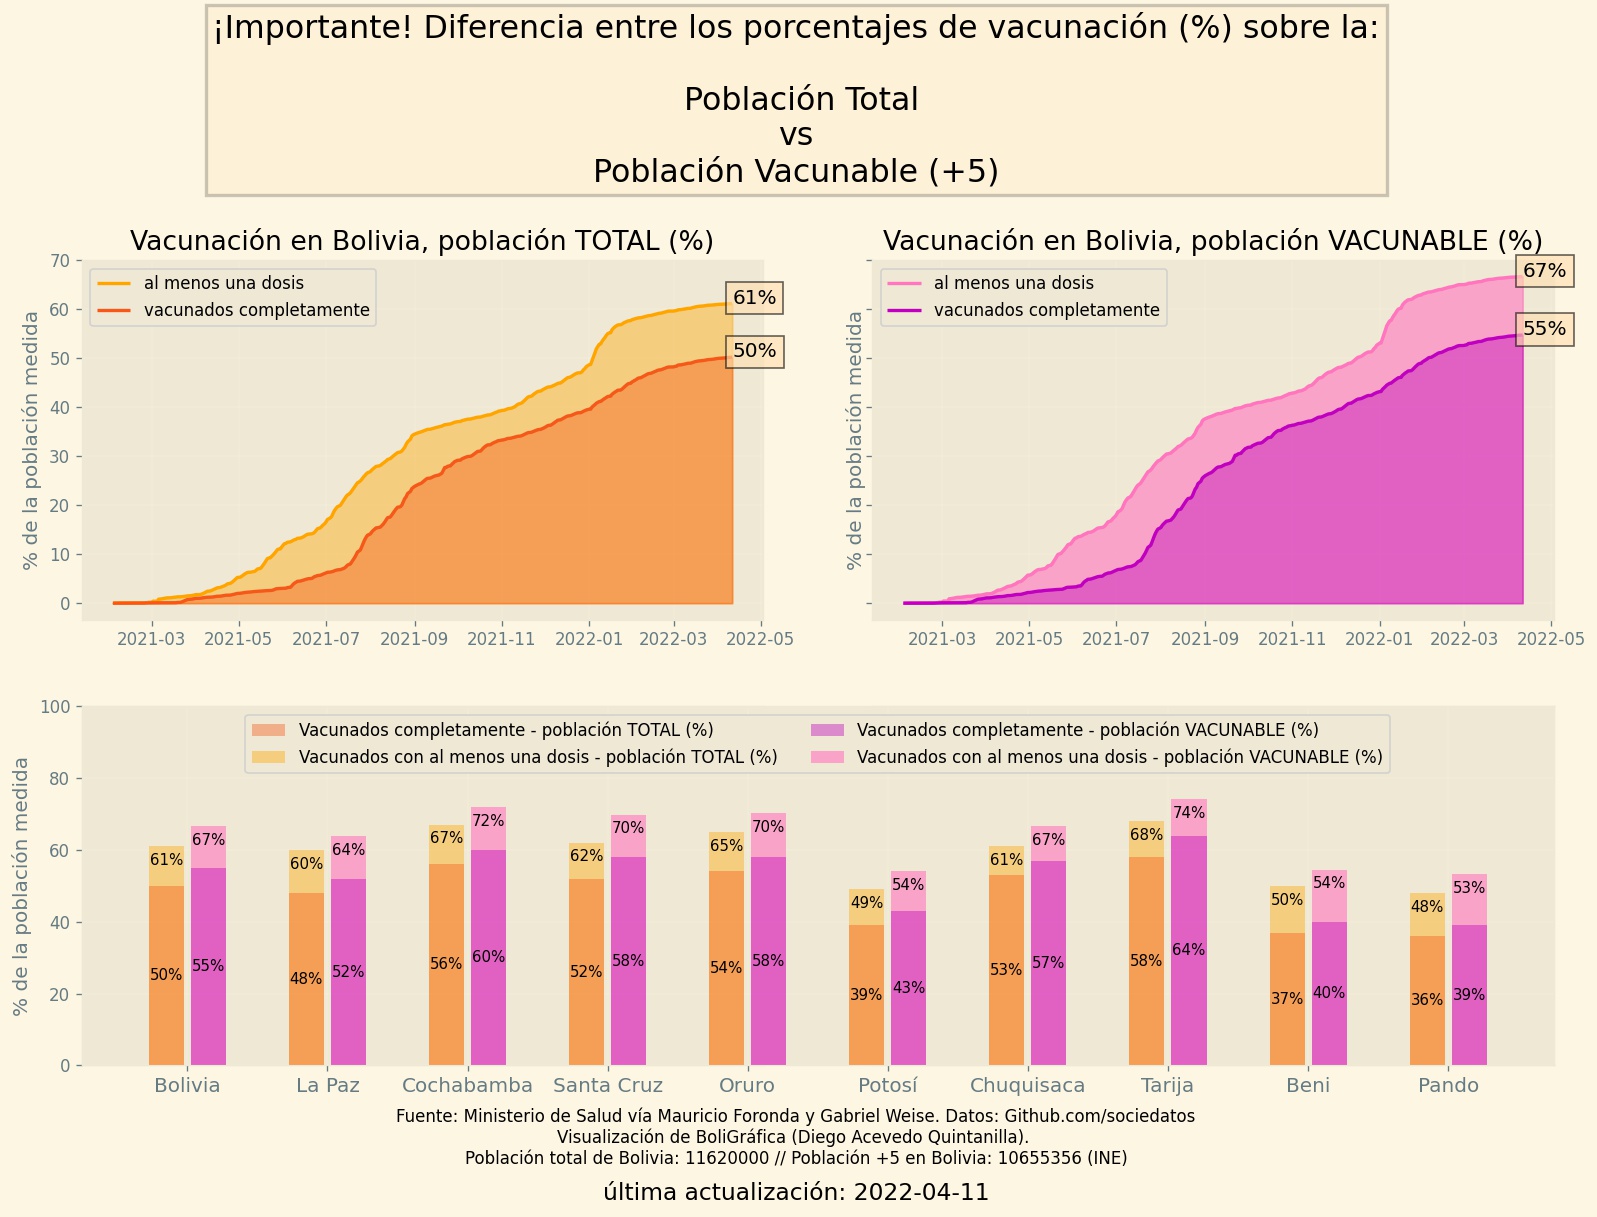 ¡Importante! Diferencia entre los porcentajes de vacunación (%) sobre la:
Población Total
vs
Población Vacunable (+5)
Vacunación en Bolivia, población TOTAL (%)
% de la población medida
70
60
50
40
30
20
10
0
al menos una dosis
vacunados completamente
61%
50%
2021-03 2021-05 2021-07 2021-09 2021-11 2022-01 2022-03 2022-05
Vacunación en Bolivia, población VACUNABLE (%)
% de la población medida
al menos una dosis
vacunados completamente
67%
55%
2021-03 2021-05 2021-07 2021-09 2021-11 2022-01 2022-03 2022-05
% de la población medida
100
80
60
40
20
0
Vacunados completamente - población TOTAL (%)
Vacunados con al menos una dosis - población TOTAL (%)
Vacunados completamente - población VACUNABLE (%)
Vacunados con al menos una dosis - población VACUNABLE (%)
61% 67% 60% 64% 67% 72% 62% 70% 65% 70% 49% 54% 61% 67% 68% 74% 50% 54% 48% 53%
50% 55% 48% 52% 56% 60% 52% 58% 54% 58% 39% 43% 53% 57% 58% 64% 37% 40% 36% 39%
Bolivia La Paz Cochabamba Santa Cruz Oruro Potosí Chuquisaca Tarija Beni Pando
Fuente: Ministerio de Salud vía Mauricio Foronda y Gabriel Weise. Datos: Github.com/sociedatos
Visualización de BoliGráfica (Diego Acevedo Quintanilla).
Población total de Bolivia: 11620000 // Población +5 en Bolivia: 10655356 (INE)
última actualización: 2022-04-11